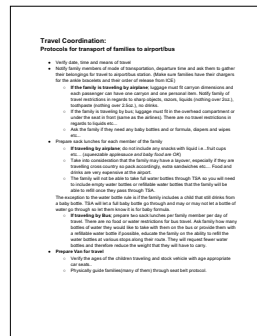 Travel Coordination:
Protocols for transport of families to airport/bus
● Verify date, time and means of travel
● Notify family members of mode of transportation, departure time and ask them to gather
their belongings for travel to airport/bus station. (Make sure families have their chargers
for the ankle bracelets and their order of release from ICE)
○ If the family is traveling by airplane: luggage must fit carryon dimensions and
each passenger can have one carryon and one personal item. Notify family of
travel restrictions in regards to sharp objects, razors, liquids (nothing over 2oz.),
toothpaste (nothing over 2.5oz.), no drinks.
○ If the family is traveling by bus; luggage must fit in the overhead compartment or
under the seat in front (same as the airlines). There are no travel restrictions in
regards to liquids etc..
○ Ask the family if they need any baby bottles and or formula, diapers and wipes
etc..
● Prepare sack lunches for each member of the family
○ If traveling by airplane; do not include any snacks with liquid i.e...fruit cups
etc... (squeezable applesauce and baby food are OK)
○ Take into consideration that the family may have a layover, especially if they are
traveling cross country so pack accordingly, extra sandwiches etc.... Food and
drinks are very expensive at the airport.
○ The family will not be able to take full water bottles through TSA so you will need
to include empty water bottles or refillable water bottles that the family will be
able to refill once they pass through TSA.
The exception to the water bottle rule is if the family includes a child that still drinks from
a baby bottle. TSA will let a full baby bottle go through and may or may not let a bottle of
water go through so let them know it is for baby formula.
○ If traveling by Bus; prepare two sack lunches per family member per day of
travel. There are no food or water restrictions for bus travel. Ask family how many
bottles of water they would like to take with them on the bus or provide them with
a refillable water bottle if possible, educate the family on the ability to refill the
water bottles at various stops along their route. They will request fewer water
bottles and therefore reduce the weight that they will have to carry.
● Prepare Van for travel
○ Verify the ages of the children traveling and stock vehicle with age appropriate
car seats..
○ Physically guide families(many of them) through seat belt protocol.